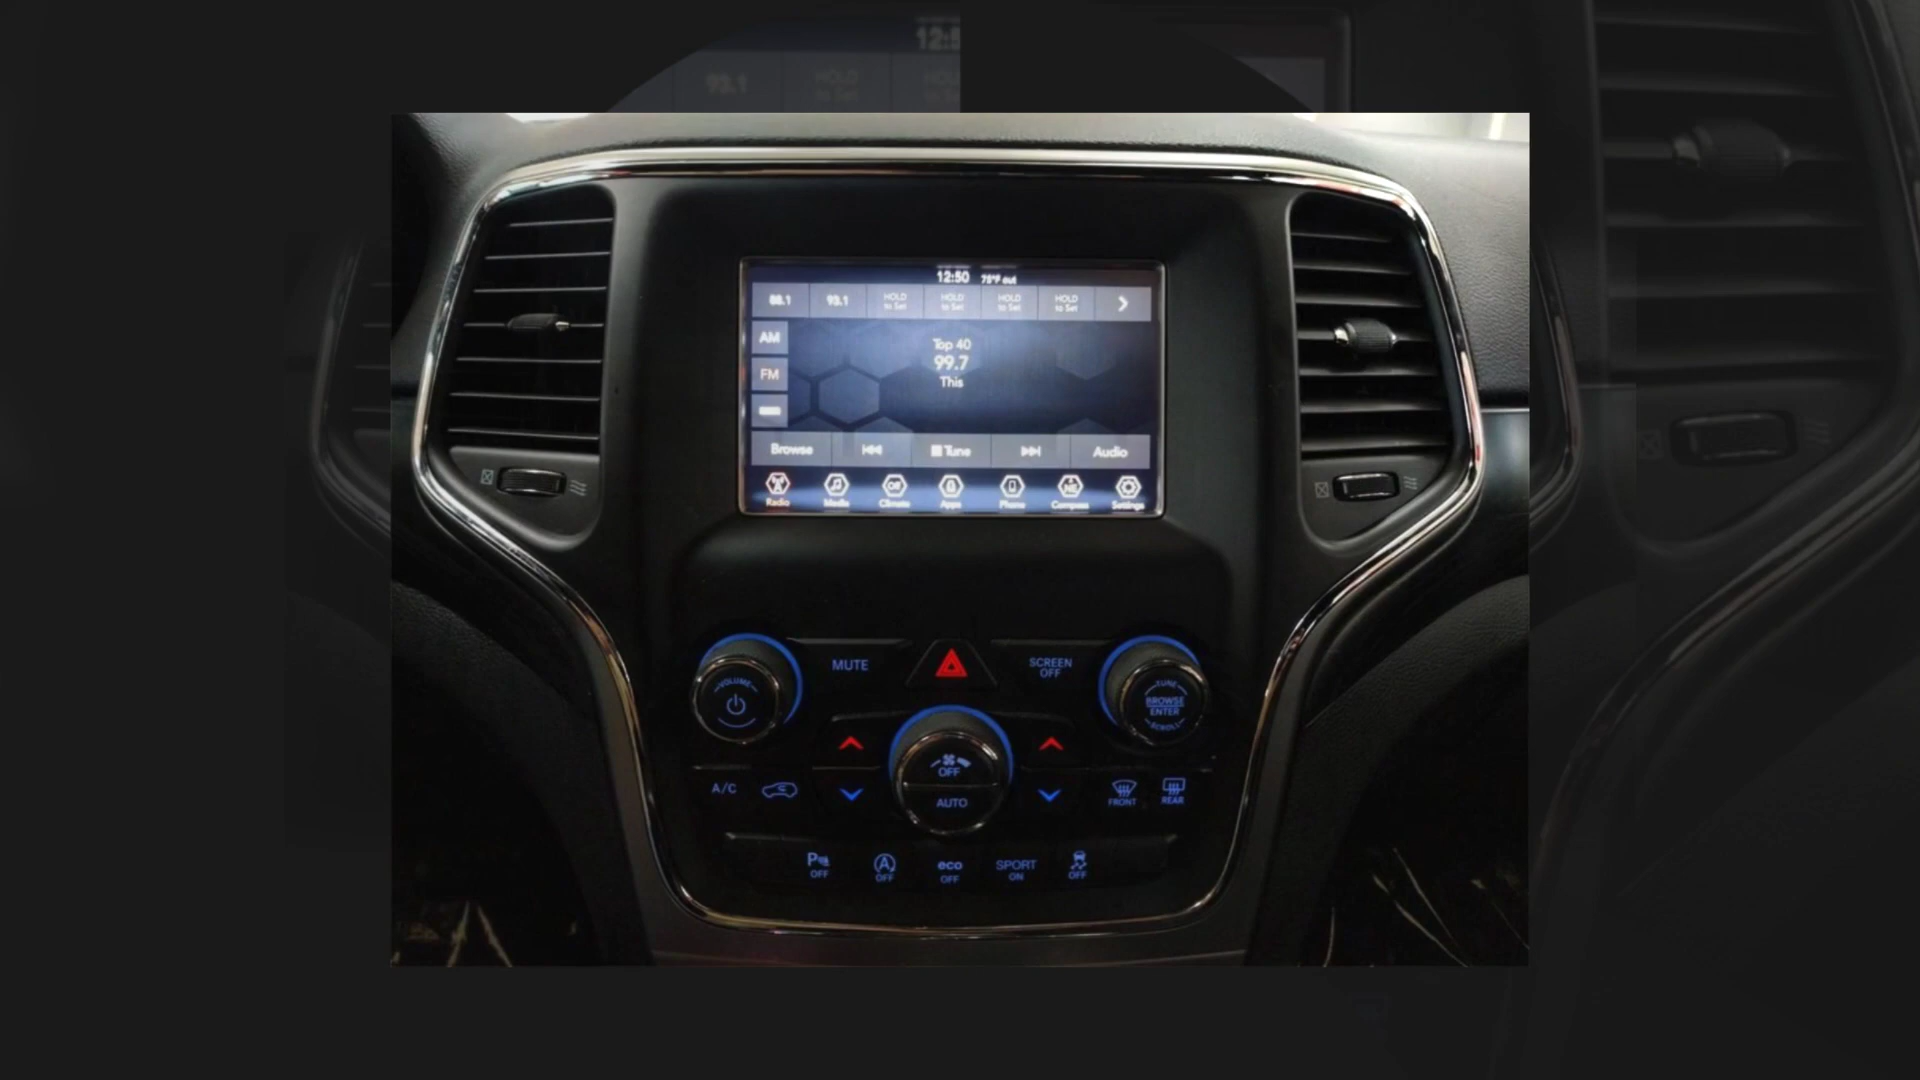 12:50 75°F out
88.1 93.1 HOLD to Set HOLD to Set HOLD to Set HOLD to Set
AM
FM
Top 40
99.7
This
Browse Tune Audio
Radio Media Climate Apps Phone Compass Settings
Off NE
MUTE
SCREEN
OFF
VOLUME
TUNE
BROWSE
ENTER
SCROLL
OFF
AUTO
A/C
FRONT REAR
P OFF
A OFF
eco OFF
SPORT ON
OFF